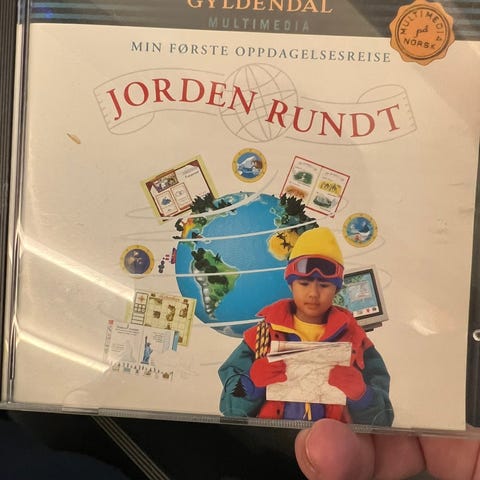 GYLDENDAL
MULTIMEDIA
MULTIMEDIA
på
NORSK
MIN FØRSTE OPPDAGELSESREISE
JORDEN RUNDT